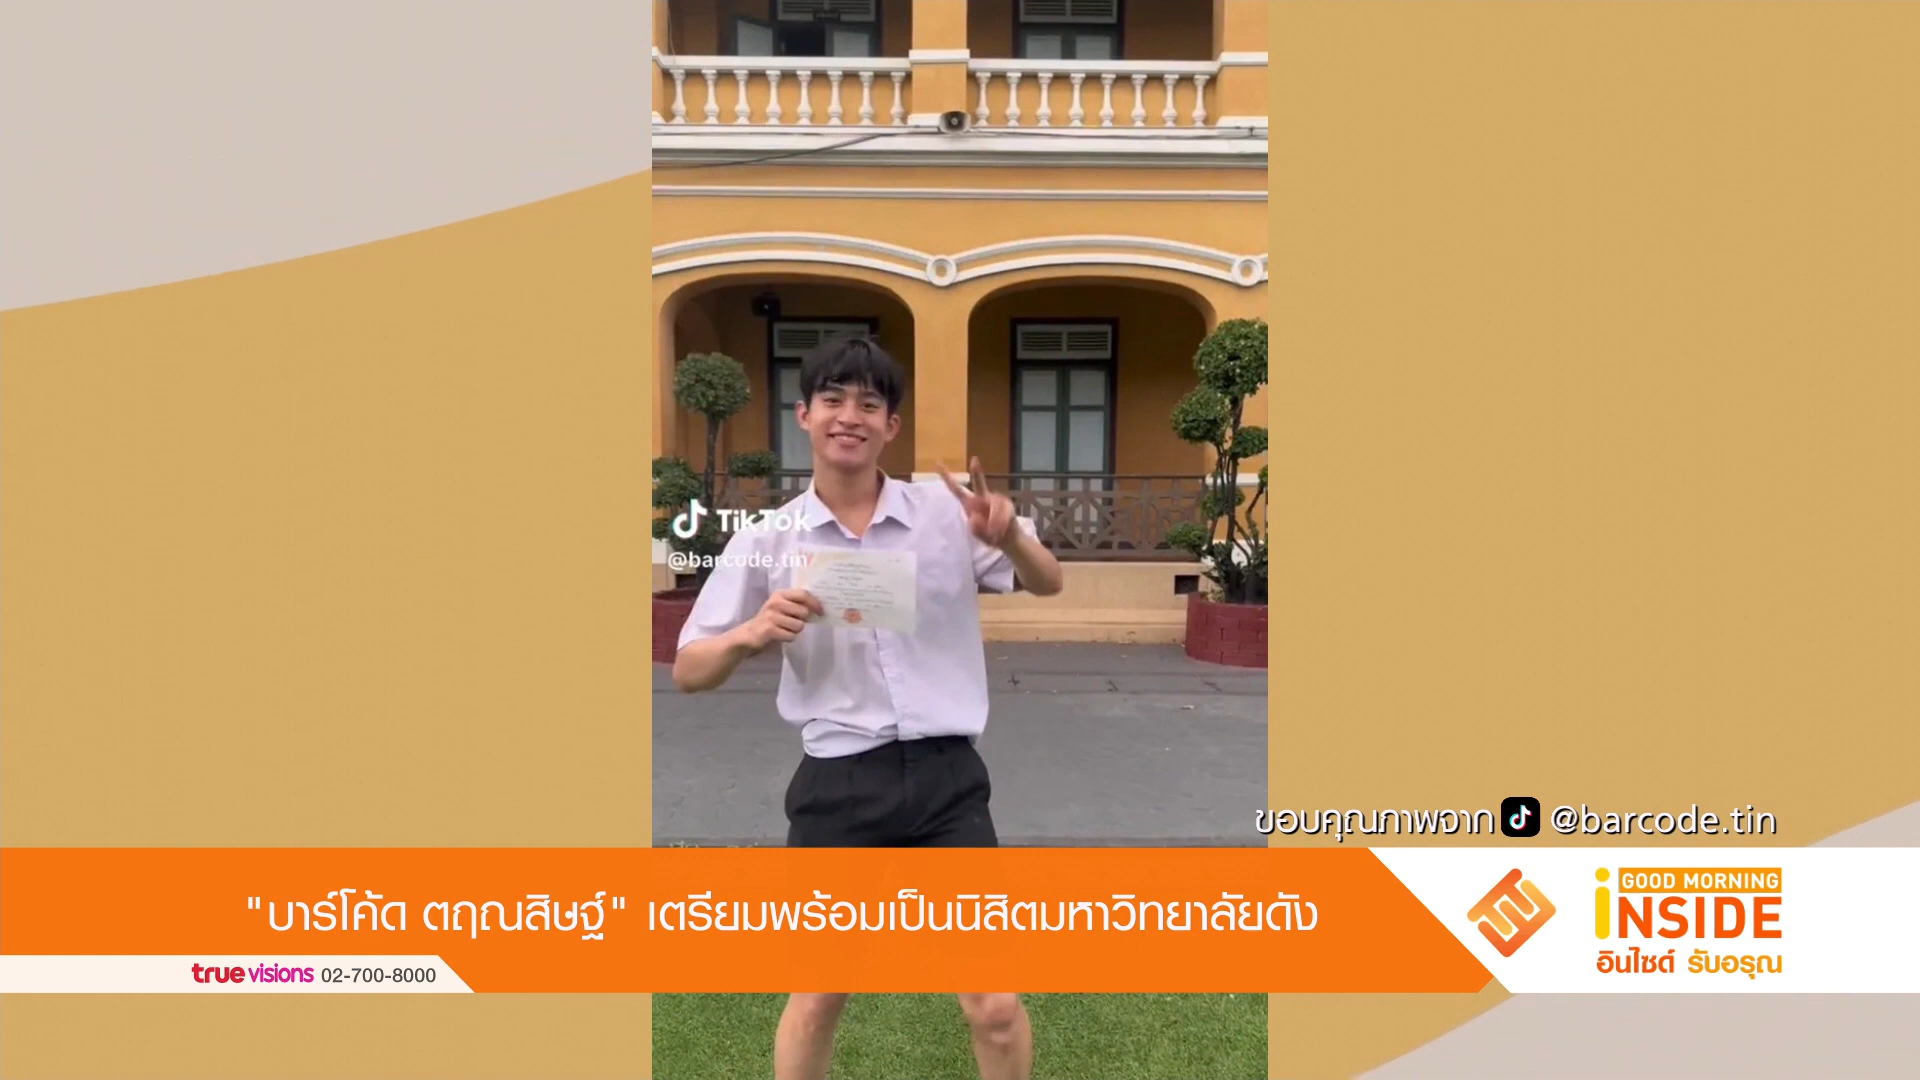 TikTok
@barcode.tin
ขอบคุณภาพจาก @barcode.tin
"บาร์โค้ด ตฤณสิษฐ์" เตรียมพร้อมเป็นนิสิตมหาวิทยาลัยดัง
GOOD MORNING
iNSIDE
อินไซด์ รับอรุณ
truevisions 02-700-8000